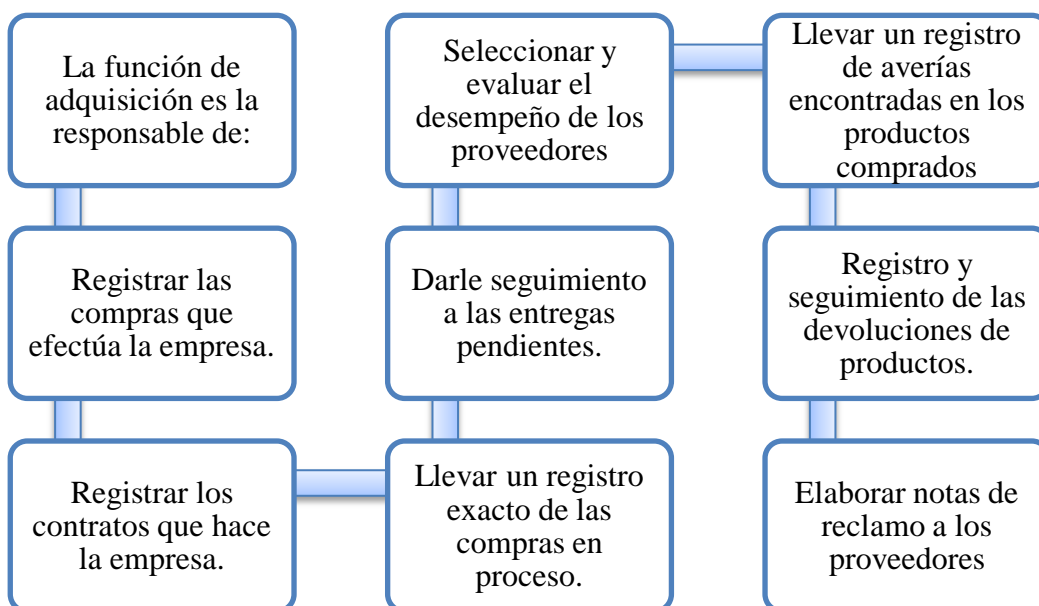 La función de
adquisición es la
responsable de:
Registrar las
compras que
efectúa la empresa.
Registrar los
contratos que hace
la empresa.
Llevar un registro
exacto de las
compras en
proceso.
Darle seguimiento
a las entregas
pendientes.
Seleccionar y
evaluar el
desempeño de los
proveedores
Llevar un registro
de averías
encontradas en los
productos
comprados
Registro y
seguimiento de las
devoluciones de
productos.
Elaborar notas de
reclamo a los
proveedores